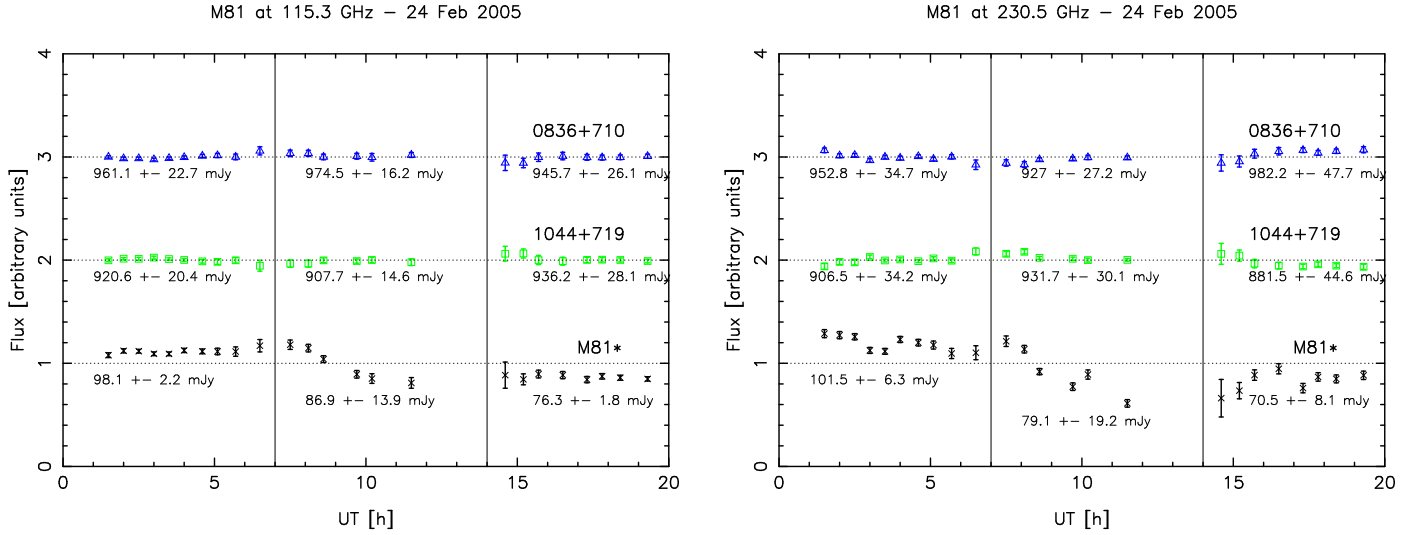 M81 at 115.3 GHz – 24 Feb 2005
Flux [arbitrary units]
4
3
2
1
0
0836+710
961.1 +– 22.7 mJy
974.5 +– 16.2 mJy
945.7 +– 26.1 mJy
1044+719
920.6 +– 20.4 mJy
907.7 +– 14.6 mJy
936.2 +– 28.1 mJy
M81*
98.1 +– 2.2 mJy
86.9 +– 13.9 mJy
76.3 +– 1.8 mJy
0 5 10 15 20
UT [h]
M81 at 230.5 GHz – 24 Feb 2005
Flux [arbitrary units]
4
3
2
1
0
0836+710
952.8 +– 34.7 mJy
927 +– 27.2 mJy
982.2 +– 47.7 mJy
1044+719
906.5 +– 34.2 mJy
931.7 +– 30.1 mJy
881.5 +– 44.6 mJy
M81*
101.5 +– 6.3 mJy
79.1 +– 19.2 mJy
70.5 +– 8.1 mJy
0 5 10 15 20
UT [h]